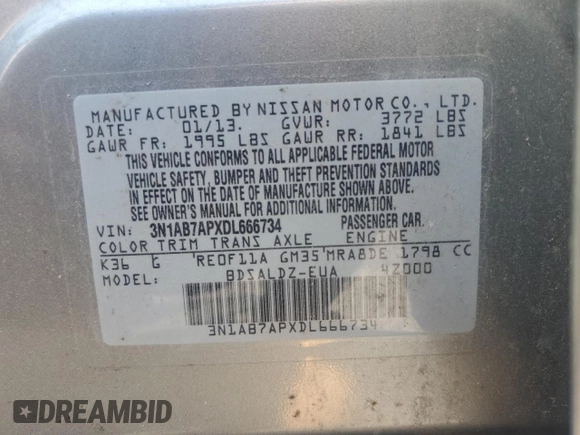 MANUFACTURED BY NISSAN MOTOR CO., LTD.
DATE: 01/13. GVWR: 3772 LBS
GAWR FR: 1995 LBS GAWR RR: 1841 LBS
THIS VEHICLE CONFORMS TO ALL APPLICABLE FEDERAL MOTOR
VEHICLE SAFETY, BUMPER AND THEFT PREVENTION STANDARDS
IN EFFECT ON THE DATE OF MANUFACTURE SHOWN ABOVE.
SEE OWNER'S MANUAL FOR ADDITIONAL INFORMATION.
VIN: 3N1AB7APXDL666734 PASSENGER CAR.
COLOR TRIM TRANS AXLE ENGINE
K36 G RE0F11A GM35 MRA8DE 1798 CC
MODEL: BDSALDZ-EUA 4Z000
3N1AB7APXDL666734
DREAMBID